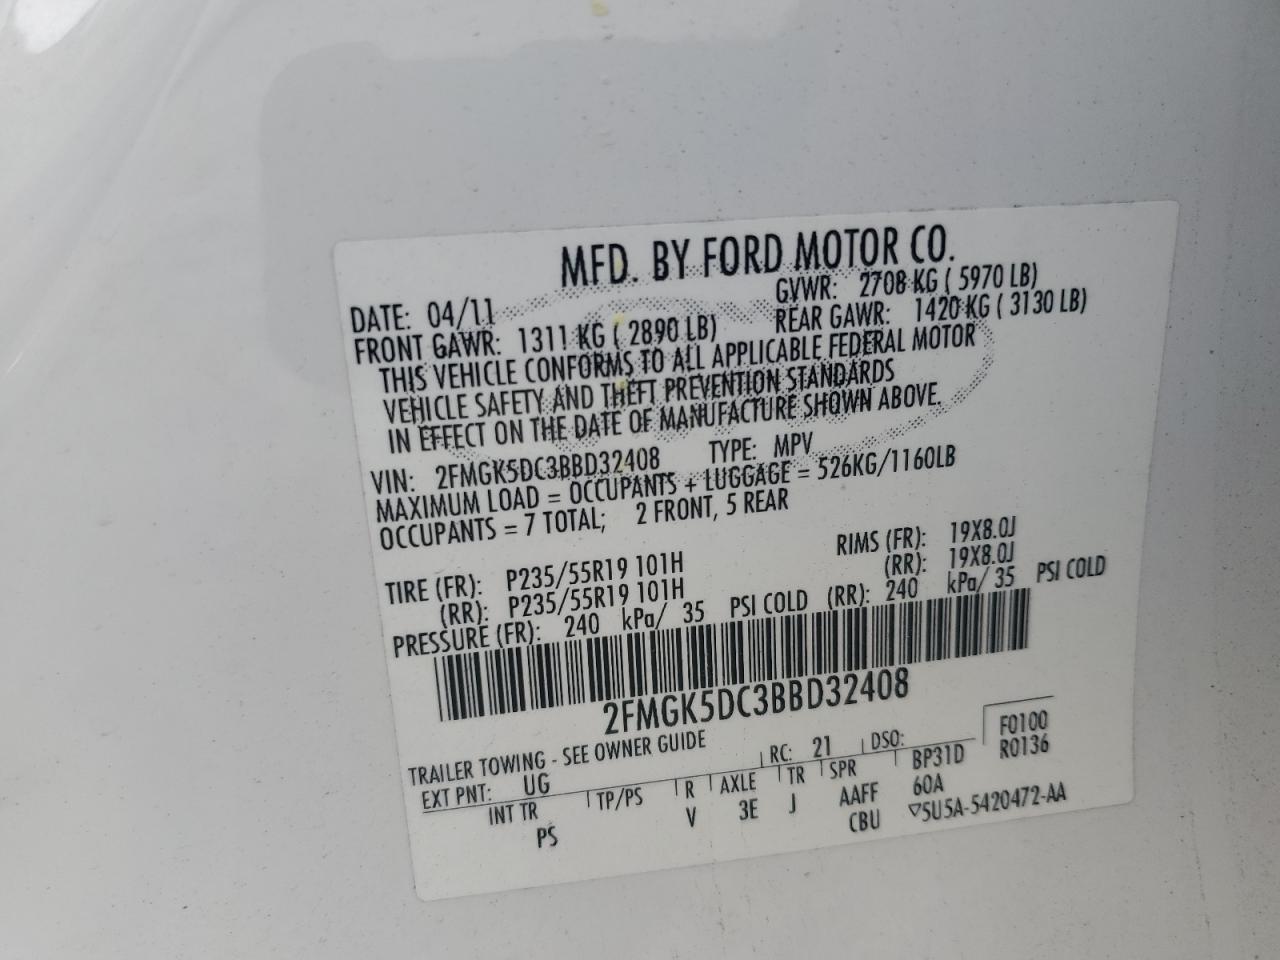 MFD. BY FORD MOTOR CO.
DATE: 04/11 GVWR: 2708 KG ( 5970 LB)
FRONT GAWR: 1311 KG ( 2890 LB) REAR GAWR: 1420 KG ( 3130 LB)
THIS VEHICLE CONFORMS TO ALL APPLICABLE FEDERAL MOTOR
VEHICLE SAFETY AND THEFT PREVENTION STANDARDS
IN EFFECT ON THE DATE OF MANUFACTURE SHOWN ABOVE.
VIN: 2FMGK5DC3BBD32408 TYPE: MPV
MAXIMUM LOAD = OCCUPANTS + LUGGAGE = 526KG/1160LB
OCCUPANTS = 7 TOTAL; 2 FRONT, 5 REAR
TIRE (FR): P235/55R19 101H RIMS (FR): 19X8.0J
(RR): P235/55R19 101H (RR): 19X8.0J
PRESSURE (FR): 240 kPa/ 35 PSI COLD (RR): 240 kPa/ 35 PSI COLD
2FMGK5DC3BBD32408
TRAILER TOWING - SEE OWNER GUIDE
EXT PNT: UG RC: 21 DSO: F0100
R0136
INT TR TP/PS R AXLE TR SPR BP31D
PS V 3E J AAFF 60A
CBU ▽5U5A-5420472-AA